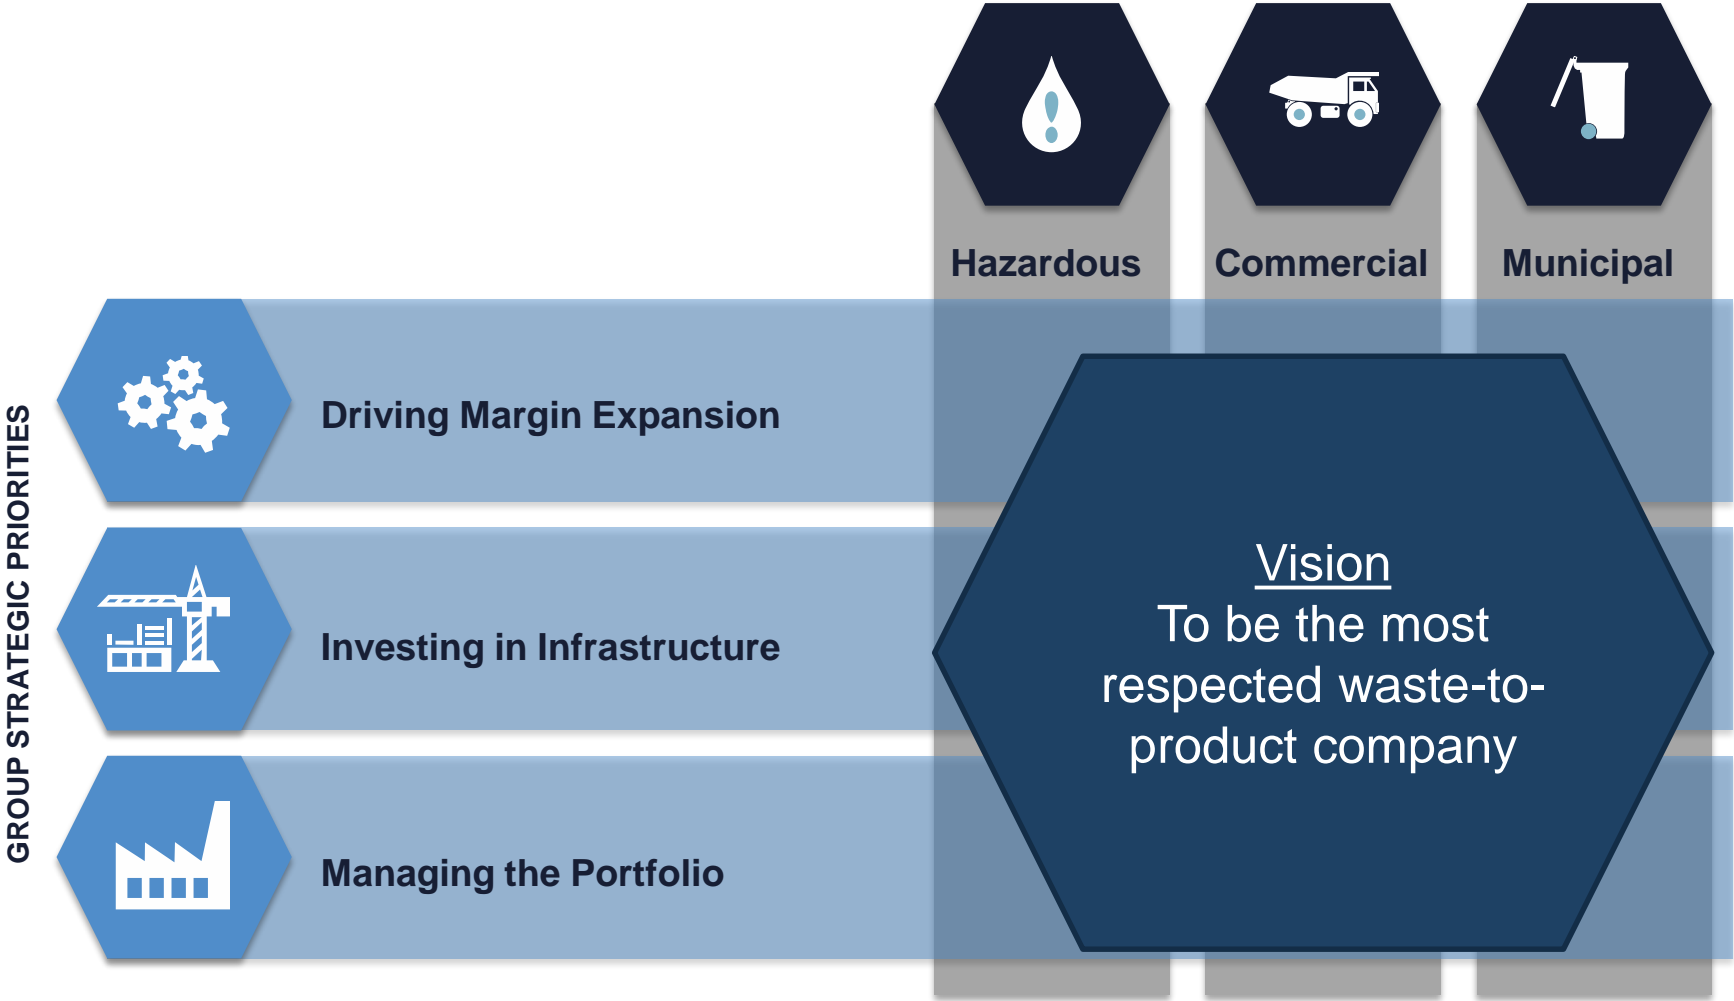 Hazardous
Commercial
Municipal
GROUP STRATEGIC PRIORITIES
Driving Margin Expansion
Investing in Infrastructure
Managing the Portfolio
Vision
To be the most
respected waste-to-
product company